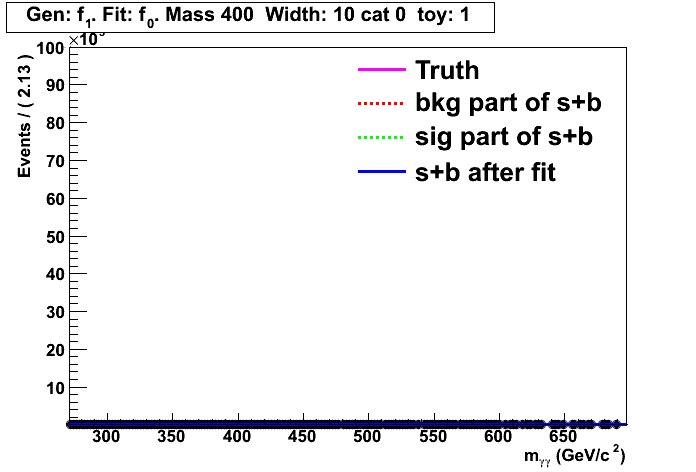 Gen: f1. Fit: f0. Mass 400 Width: 10 cat 0 toy: 1
×10
100
90
80
70
60
50
40
30
20
10
Events / ( 2.13 )
Truth
bkg part of s+b
sig part of s+b
s+b after fit
300 350 400 450 500 550 600 650
mγγ (GeV/c2)